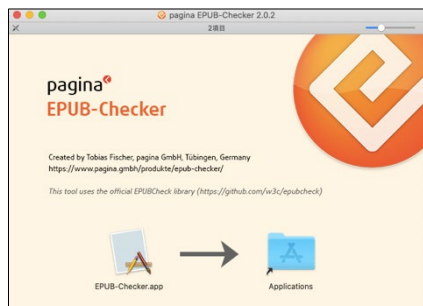 pagina EPUB-Checker 2.0.2
2項目
pagina
EPUB-Checker
Created by Tobias Fischer, pagina GmbH, Tübingen, Germany
https://www.pagina.gmbh/produkte/epub-checker/
This tool uses the official EPUBCheck library (https://github.com/w3c/epubcheck)
EPUB-Checker.app
Applications